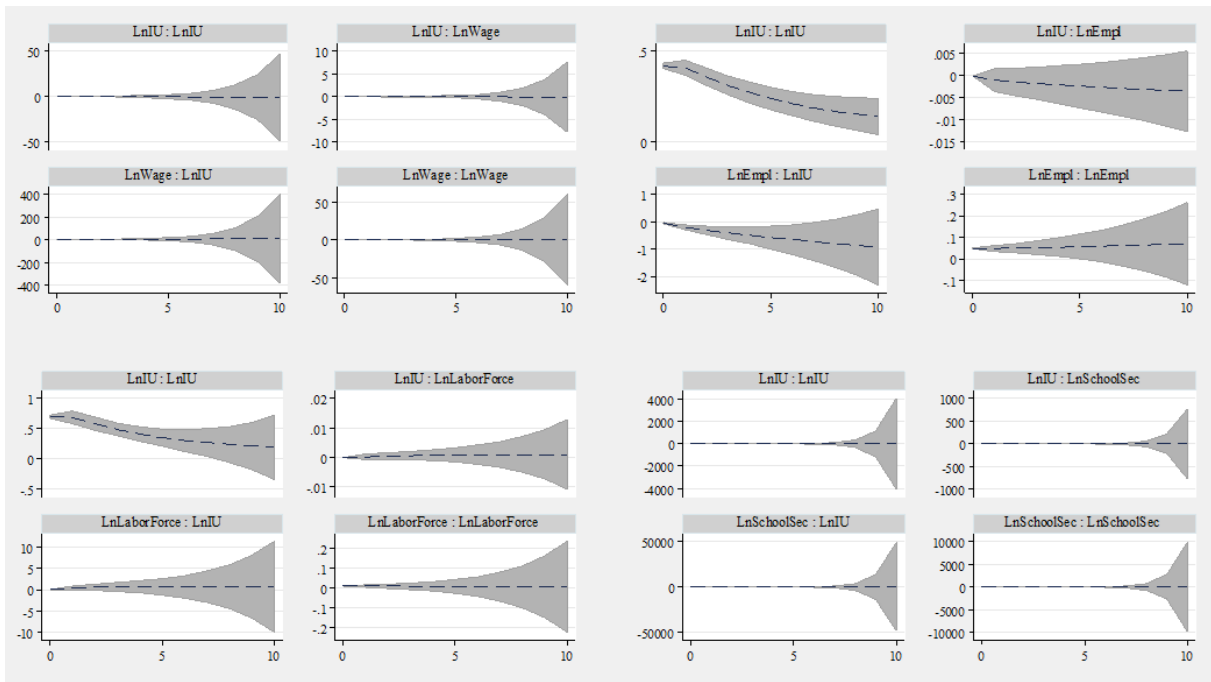 LnIU : LnIU
50
0
-50
LnIU : LnWage
10
5
0
-5
-10
LnWage : LnIU
400
200
0
-200
-400
0 5 10
LnWage : LnWage
50
0
-50
0 5 10
LnIU : LnIU
.5
0
LnIU : LnEmpl
.005
0
-.005
-.01
-.015
LnEmpl : LnIU
1
0
-1
-2
0 5 10
LnEmpl : LnEmpl
.3
.2
.1
0
-.1
0 5 10
LnIU : LnIU
1
.5
0
-.5
LnIU : LnLaborForce
.02
.01
0
-.01
LnLaborForce : LnIU
10
5
0
-5
-10
0 5 10
LnLaborForce : LnLaborForce
.2
.1
0
-.1
-.2
0 5 10
LnIU : LnIU
4000
2000
0
-2000
-4000
LnIU : LnSchoolSec
1000
500
0
-500
-1000
LnSchoolSec : LnIU
50000
0
-50000
0 5 10
LnSchoolSec : LnSchoolSec
10000
5000
0
-5000
-10000
0 5 10